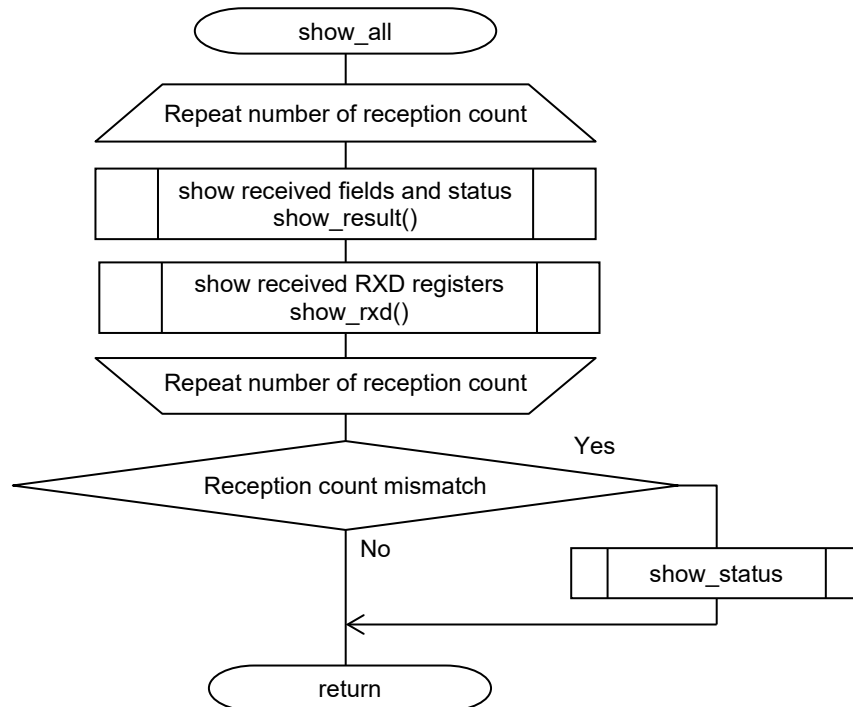 show_all
Repeat number of reception count
show received fields and status
show_result()
show received RXD registers
show_rxd()
Repeat number of reception count
Yes
Reception count mismatch
No
show_status
return